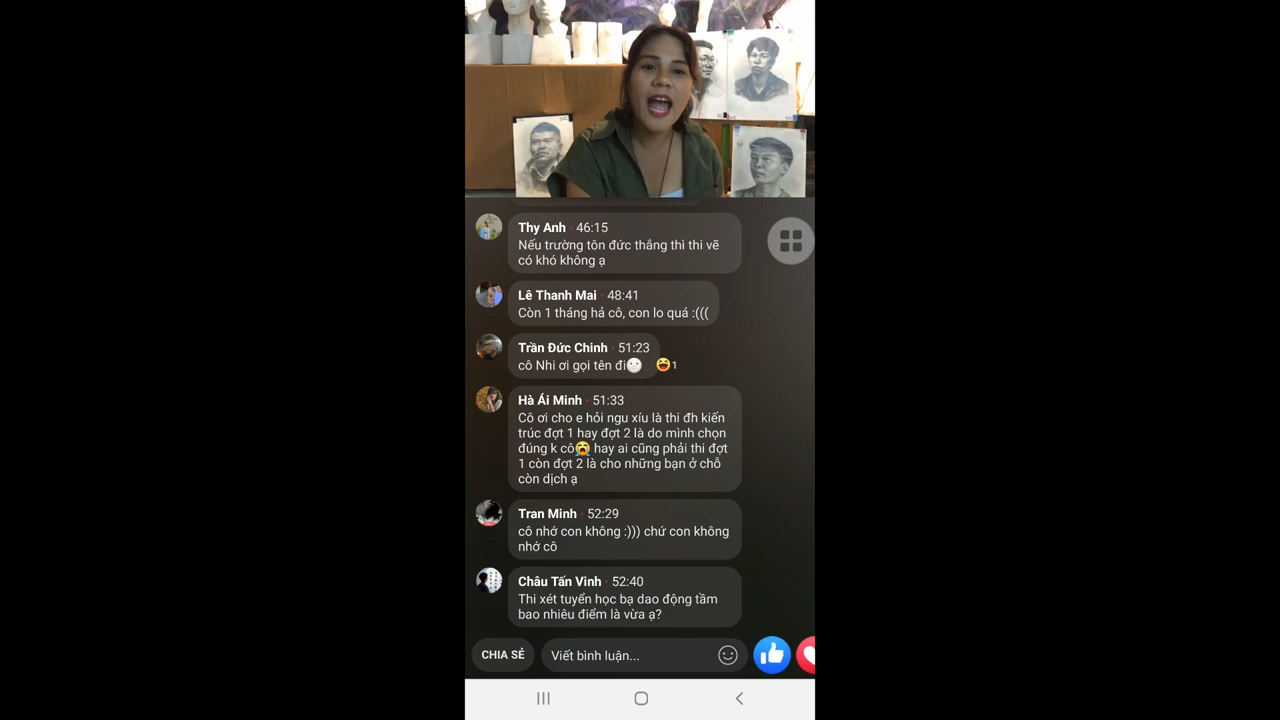 Thy Anh · 46:15
Nếu trường tôn đức thắng thì thi vẽ
có khó không ạ
Lê Thanh Mai · 48:41
Còn 1 tháng hả cô, con lo quá :(((
Trần Đức Chinh · 51:23
cô Nhi ơi gọi tên đi😶 😆1
Hà Ái Minh · 51:33
Cô ơi cho e hỏi ngu xíu là thi đh kiến
trúc đợt 1 hay đợt 2 là do mình chọn
đúng k cô😭 hay ai cũng phải thi đợt
1 còn đợt 2 là cho những bạn ở chỗ
còn dịch ạ
Tran Minh · 52:29
cô nhớ con không :))) chứ con không
nhớ cô
Châu Tấn Vinh · 52:40
Thi xét tuyển học bạ dao động tầm
bao nhiêu điểm là vừa ạ?
CHIA SẺ
Viết bình luận...